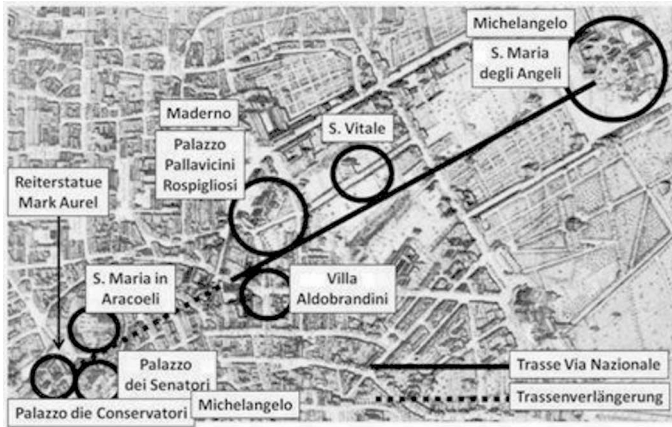 Michelangelo
S. Maria
degli Angeli
Maderno
S. Vitale
Palazzo
Pallavicini
Rospigliosi
Reiterstatue
Mark Aurel
S. Maria in
Aracoeli
Villa
Aldobrandini
Palazzo
dei Senatori
Trasse Via Nazionale
Palazzo die Conservatori
Michelangelo
Trassenverlängerung